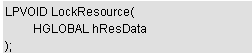 LPVOID LockResource(
HGLOBAL hResData
);